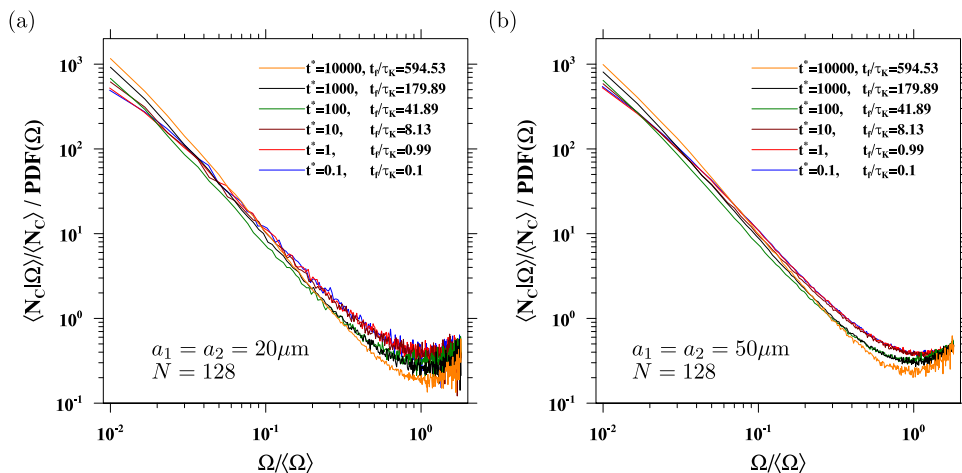 (a)
⟨N_C|Ω⟩/⟨N_C⟩ / PDF(Ω)
10^3
10^2
10^1
10^0
10^-1
t*=10000, t_f/τ_K=594.53
t*=1000, t_f/τ_K=179.89
t*=100, t_f/τ_K=41.89
t*=10, t_f/τ_K=8.13
t*=1, t_f/τ_K=0.99
t*=0.1, t_f/τ_K=0.1
a_1 = a_2 = 20μm
N = 128
10^-2 10^-1 10^0
Ω/⟨Ω⟩
(b)
⟨N_C|Ω⟩/⟨N_C⟩ / PDF(Ω)
10^3
10^2
10^1
10^0
10^-1
t*=10000, t_f/τ_K=594.53
t*=1000, t_f/τ_K=179.89
t*=100, t_f/τ_K=41.89
t*=10, t_f/τ_K=8.13
t*=1, t_f/τ_K=0.99
t*=0.1, t_f/τ_K=0.1
a_1 = a_2 = 50μm
N = 128
10^-2 10^-1 10^0
Ω/⟨Ω⟩